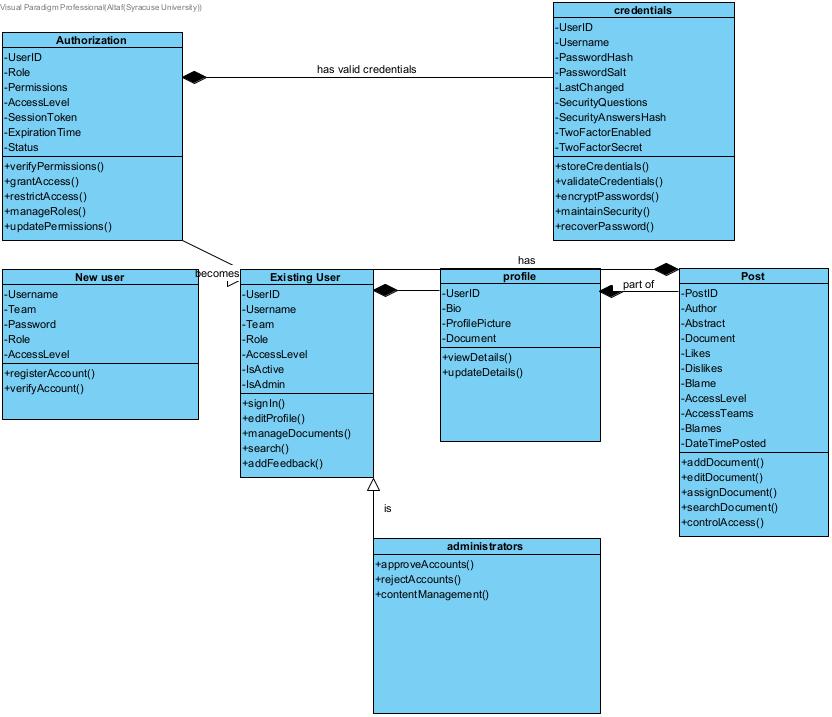 Visual Paradigm Professional(Altaf(Syracuse University))
Authorization
-UserID
-Role
-Permissions
-AccessLevel
-SessionToken
-ExpirationTime
-Status
+verifyPermissions()
+grantAccess()
+restrictAccess()
+manageRoles()
+updatePermissions()
has valid credentials
credentials
-UserID
-Username
-PasswordHash
-PasswordSalt
-LastChanged
-SecurityQuestions
-SecurityAnswersHash
-TwoFactorEnabled
-TwoFactorSecret
+storeCredentials()
+validateCredentials()
+encryptPasswords()
+maintainSecurity()
+recoverPassword()
New user
-Username
-Team
-Password
-Role
-AccessLevel
+registerAccount()
+verifyAccount()
becomes
Existing User
-UserID
-Username
-Team
-Role
-AccessLevel
-IsActive
-IsAdmin
+signIn()
+editProfile()
+manageDocuments()
+search()
+addFeedback()
has
profile
-UserID
-Bio
-ProfilePicture
-Document
+viewDetails()
+updateDetails()
part of
Post
-PostID
-Author
-Abstract
-Document
-Likes
-Dislikes
-Blame
-AccessLevel
-AccessTeams
-Blames
-DateTimePosted
+addDocument()
+editDocument()
+assignDocument()
+searchDocument()
+controlAccess()
is
administrators
+approveAccounts()
+rejectAccounts()
+contentManagement()